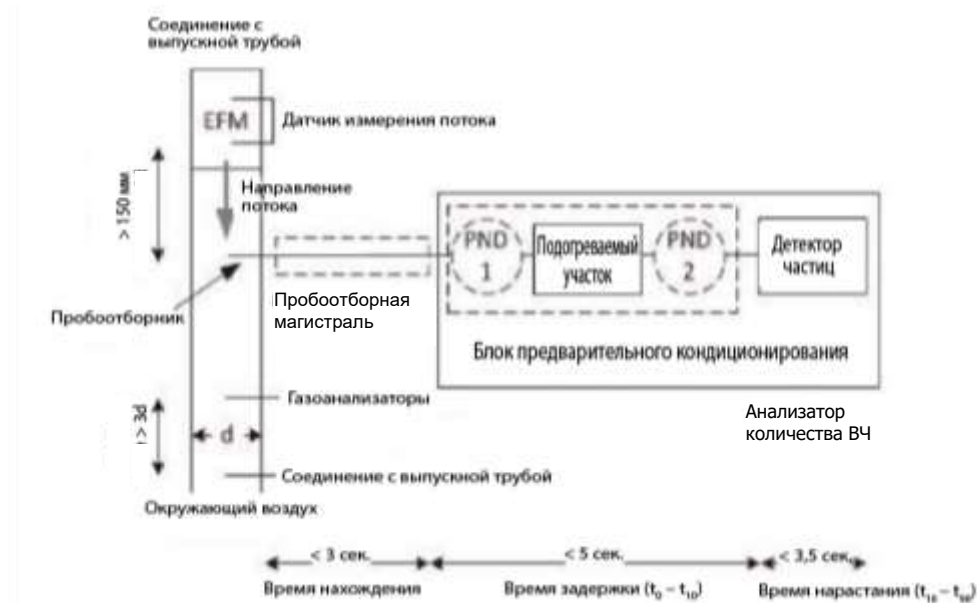 Соединение с
выпускной трубой
EFM
Датчик измерения потока
> 150 мм
Направление
потока
PND
1
Подогреваемый
участок
PND
2
Детектор
частиц
Пробоотборная
магистраль
Пробоотборник
Блок предварительного кондиционирования
Газоанализаторы
> 3d
d
Анализатор
количества ВЧ
Соединение с выпускной трубой
Окружающий воздух
< 3 сек.
< 5 сек.
< 3,5 сек.
Время нахождения
Время задержки (t₀ – t₁₀)
Время нарастания (t₁₀ – t₉₀)